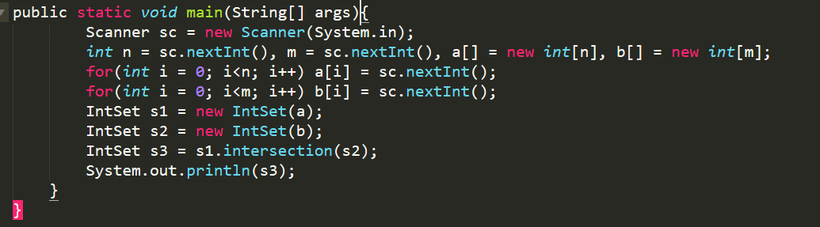 public static void main(String[] args){
Scanner sc = new Scanner(System.in);
int n = sc.nextInt(), m = sc.nextInt(), a[] = new int[n], b[] = new int[m];
for(int i = 0; i<n; i++) a[i] = sc.nextInt();
for(int i = 0; i<m; i++) b[i] = sc.nextInt();
IntSet s1 = new IntSet(a);
IntSet s2 = new IntSet(b);
IntSet s3 = s1.intersection(s2);
System.out.println(s3);
}
}